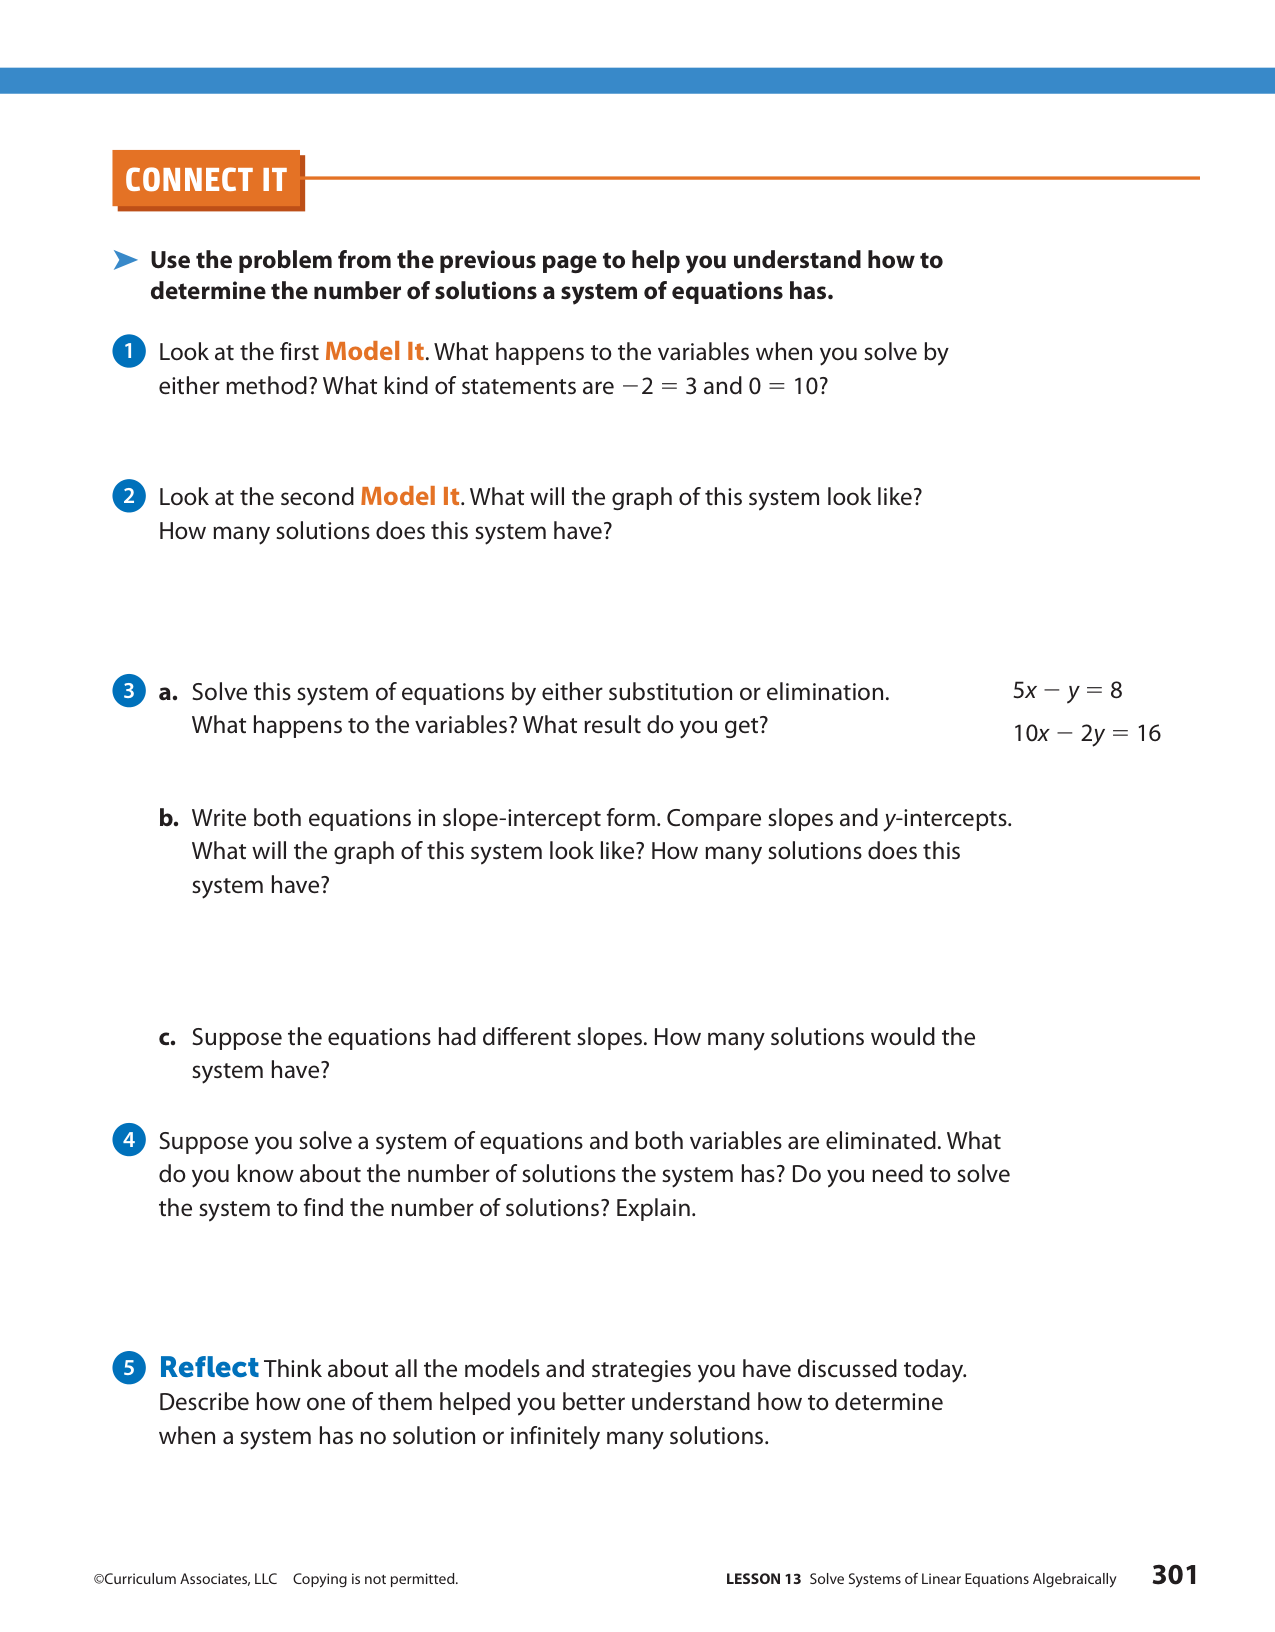 CONNECT IT
➤ Use the problem from the previous page to help you understand how to
determine the number of solutions a system of equations has.
1 Look at the first Model It. What happens to the variables when you solve by
either method? What kind of statements are −2 = 3 and 0 = 10?
2 Look at the second Model It. What will the graph of this system look like?
How many solutions does this system have?
3 a. Solve this system of equations by either substitution or elimination.
What happens to the variables? What result do you get?
5x − y = 8
10x − 2y = 16
b. Write both equations in slope-intercept form. Compare slopes and y-intercepts.
What will the graph of this system look like? How many solutions does this
system have?
c. Suppose the equations had different slopes. How many solutions would the
system have?
4 Suppose you solve a system of equations and both variables are eliminated. What
do you know about the number of solutions the system has? Do you need to solve
the system to find the number of solutions? Explain.
5 Reflect Think about all the models and strategies you have discussed today.
Describe how one of them helped you better understand how to determine
when a system has no solution or infinitely many solutions.
©Curriculum Associates, LLC Copying is not permitted.
LESSON 13 Solve Systems of Linear Equations Algebraically 301